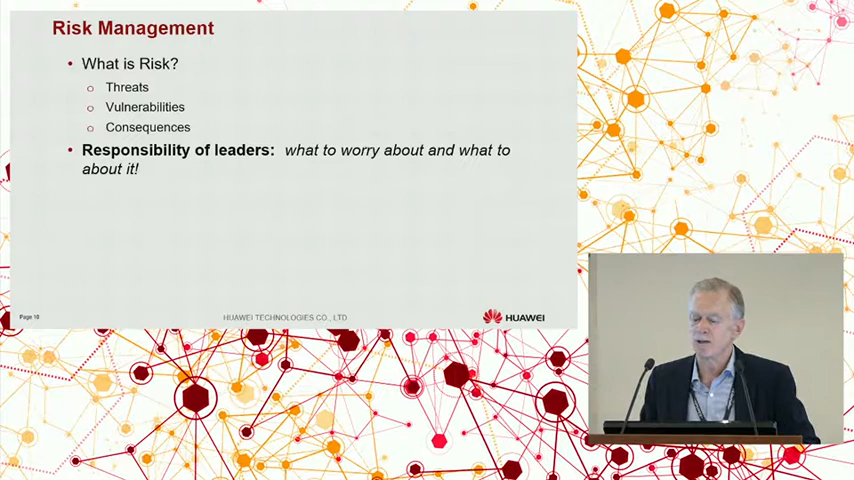 Risk Management
• What is Risk?
o Threats
o Vulnerabilities
o Consequences
• Responsibility of leaders: what to worry about and what to
about it!
Page 10
HUAWEI TECHNOLOGIES CO., LTD
HUAWEI